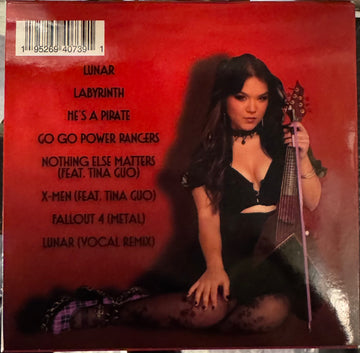 1 95269 40739 1
LUNAR
LABYRINTH
HE'S A PIRATE
GO GO POWER RANGERS
NOTHING ELSE MATTERS
(FEAT. TINA GUO)
X-MEN (FEAT. TINA GUO)
FALLOUT 4 (METAL)
LUNAR (VOCAL REMIX)